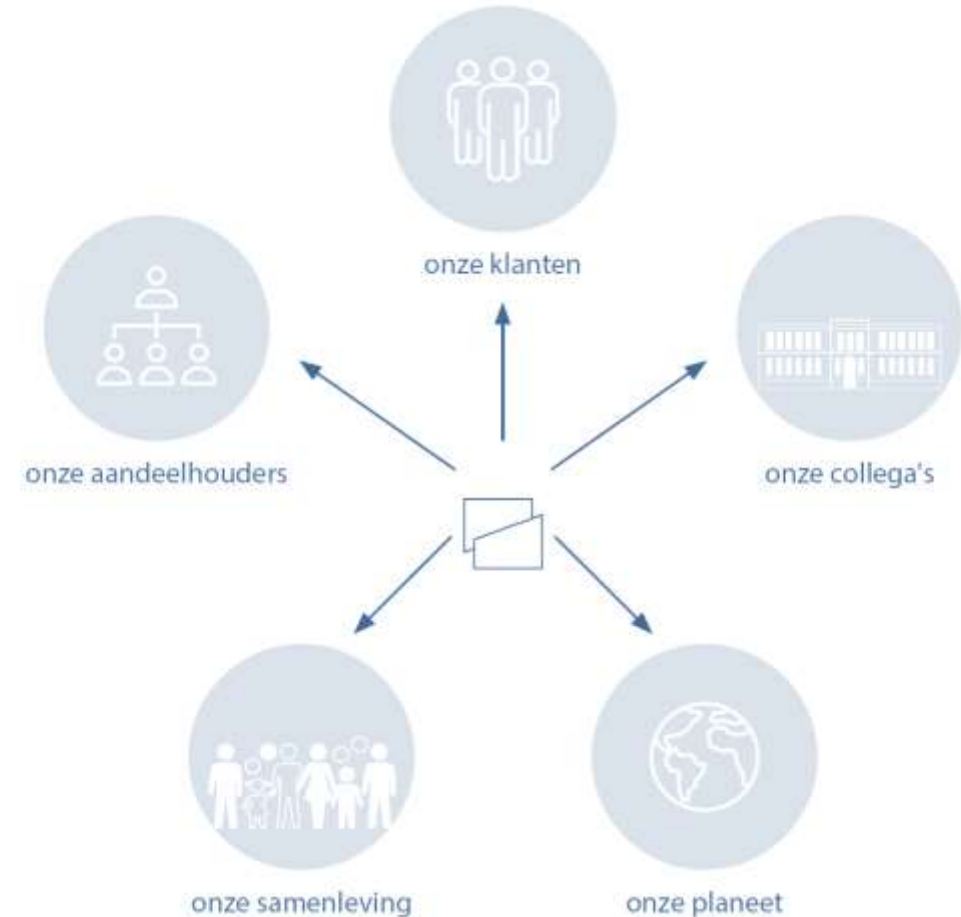 onze klanten
onze aandeelhouders
onze collega's
onze samenleving
onze planeet